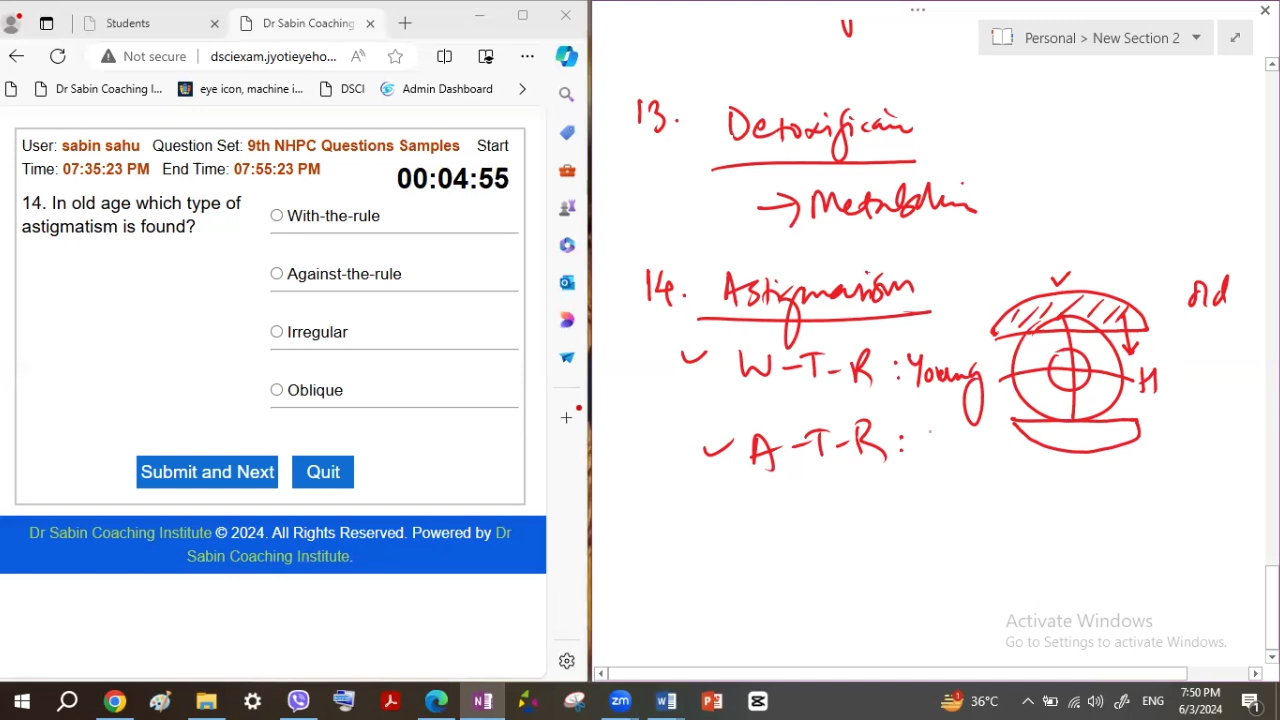 Students
Dr Sabin Coaching
Not secure
dsciexam.jyotieyeho...
Dr Sabin Coaching I...
eye icon, machine i...
DSCI
Admin Dashboard
User: sabin sahu Question Set: 9th NHPC Questions Samples Start
Time: 07:35:23 PM End Time: 07:55:23 PM
00:04:55
14. In old age which type of
astigmatism is found?
With-the-rule
Against-the-rule
Irregular
Oblique
Submit and Next
Quit
Dr Sabin Coaching Institute © 2024. All Rights Reserved. Powered by Dr
Sabin Coaching Institute.
Personal > New Section 2
13.
→
14. Astigmatism
old
W-T-R : Young
H
A-T-R :
Activate Windows
Go to Settings to activate Windows.
36°C
ENG
7:50 PM
6/3/2024